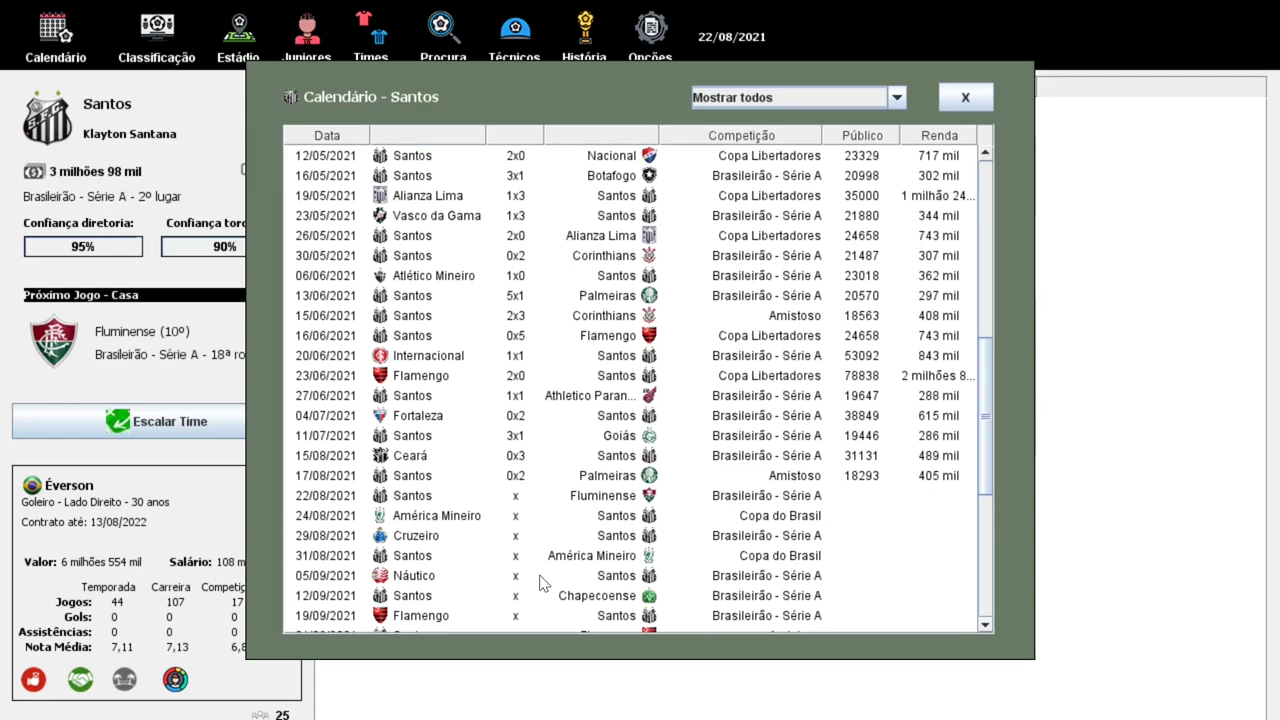 22/08/2021
Calendário Classificação Estádio Juniores Times Procura Técnicos História Opções
Santos
Klayton Santana
3 milhões 98 mil
Brasileirão - Série A - 2º lugar
Confiança diretoria: Confiança torc
95% 90%
Próximo Jogo - Casa
Fluminense (10º)
Brasileirão - Série A - 18ª ro
Escalar Time
Éverson
Goleiro - Lado Direito - 30 anos
Contrato até: 13/08/2022
Valor: 6 milhões 554 mil Salário: 108 m
Temporada Carreira Competiç
Jogos: 44 107 17
Gols: 0 0 0
Assistências: 0 0 0
Nota Média: 7,11 7,13 6,8
25
Calendário - Santos Mostrar todos X
Data Competição Público Renda
12/05/2021 Santos 2x0 Nacional Copa Libertadores 23329 717 mil
16/05/2021 Santos 3x1 Botafogo Brasileirão - Série A 20998 302 mil
19/05/2021 Alianza Lima 1x3 Santos Copa Libertadores 35000 1 milhão 24...
23/05/2021 Vasco da Gama 1x3 Santos Brasileirão - Série A 21880 344 mil
26/05/2021 Santos 2x0 Alianza Lima Copa Libertadores 24658 743 mil
30/05/2021 Santos 0x2 Corinthians Brasileirão - Série A 21487 307 mil
06/06/2021 Atlético Mineiro 1x0 Santos Brasileirão - Série A 23018 362 mil
13/06/2021 Santos 5x1 Palmeiras Brasileirão - Série A 20570 297 mil
15/06/2021 Santos 2x3 Corinthians Amistoso 18563 408 mil
16/06/2021 Santos 0x5 Flamengo Copa Libertadores 24658 743 mil
20/06/2021 Internacional 1x1 Santos Brasileirão - Série A 53092 843 mil
23/06/2021 Flamengo 2x0 Santos Copa Libertadores 78838 2 milhões 8...
27/06/2021 Santos 1x1 Athletico Paran... Brasileirão - Série A 19647 288 mil
04/07/2021 Fortaleza 0x2 Santos Brasileirão - Série A 38849 615 mil
11/07/2021 Santos 3x1 Goiás Brasileirão - Série A 19446 286 mil
15/08/2021 Ceará 0x3 Santos Brasileirão - Série A 31131 489 mil
17/08/2021 Santos 0x2 Palmeiras Amistoso 18293 405 mil
22/08/2021 Santos x Fluminense Brasileirão - Série A
24/08/2021 América Mineiro x Santos Copa do Brasil
29/08/2021 Cruzeiro x Santos Brasileirão - Série A
31/08/2021 Santos x América Mineiro Copa do Brasil
05/09/2021 Náutico x Santos Brasileirão - Série A
12/09/2021 Santos x Chapecoense Brasileirão - Série A
19/09/2021 Flamengo x Santos Brasileirão - Série A